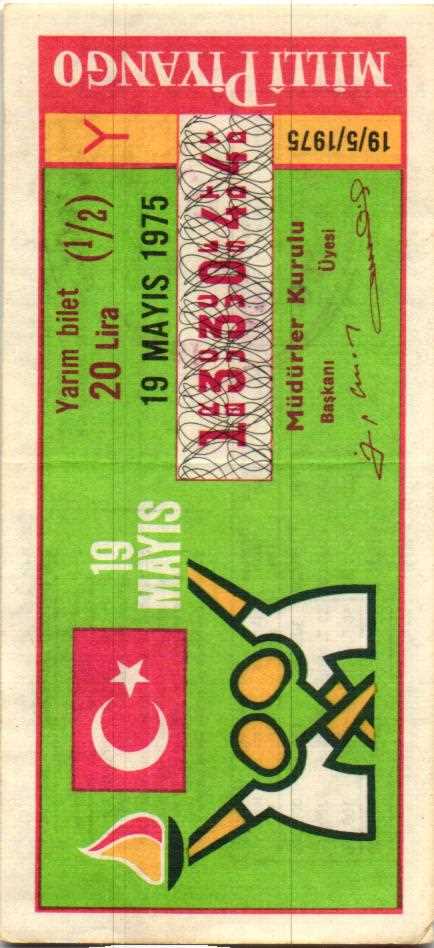 MİLLÎ PİYANGO
Y
19/5/1975
Yarım bilet (1/2)
20 Lira
19 MAYIS 1975
133044
Müdürler Kurulu
Başkanı Üyesi
19
MAYIS